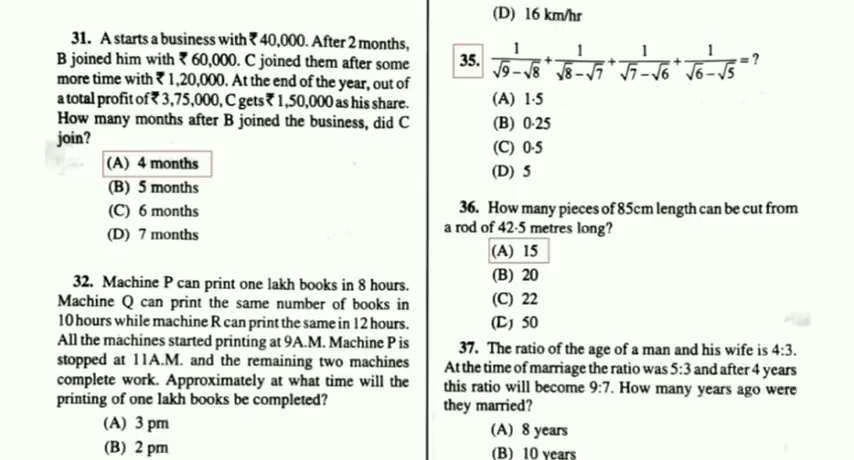 31. A starts a business with ₹ 40,000. After 2 months,
B joined him with ₹ 60,000. C joined them after some
more time with ₹ 1,20,000. At the end of the year, out of
a total profit of ₹ 3,75,000, C gets ₹ 1,50,000 as his share.
How many months after B joined the business, did C
join?
(A) 4 months
(B) 5 months
(C) 6 months
(D) 7 months
32. Machine P can print one lakh books in 8 hours.
Machine Q can print the same number of books in
10 hours while machine R can print the same in 12 hours.
All the machines started printing at 9A.M. Machine P is
stopped at 11A.M. and the remaining two machines
complete work. Approximately at what time will the
printing of one lakh books be completed?
(A) 3 pm
(B) 2 pm
(D) 16 km/hr
35. 1/(√9−√8) + 1/(√8−√7) + 1/(√7−√6) + 1/(√6−√5) = ?
(A) 1·5
(B) 0·25
(C) 0·5
(D) 5
36. How many pieces of 85cm length can be cut from
a rod of 42·5 metres long?
(A) 15
(B) 20
(C) 22
(D) 50
37. The ratio of the age of a man and his wife is 4:3.
At the time of marriage the ratio was 5:3 and after 4 years
this ratio will become 9:7. How many years ago were
they married?
(A) 8 years
(B) 10 years